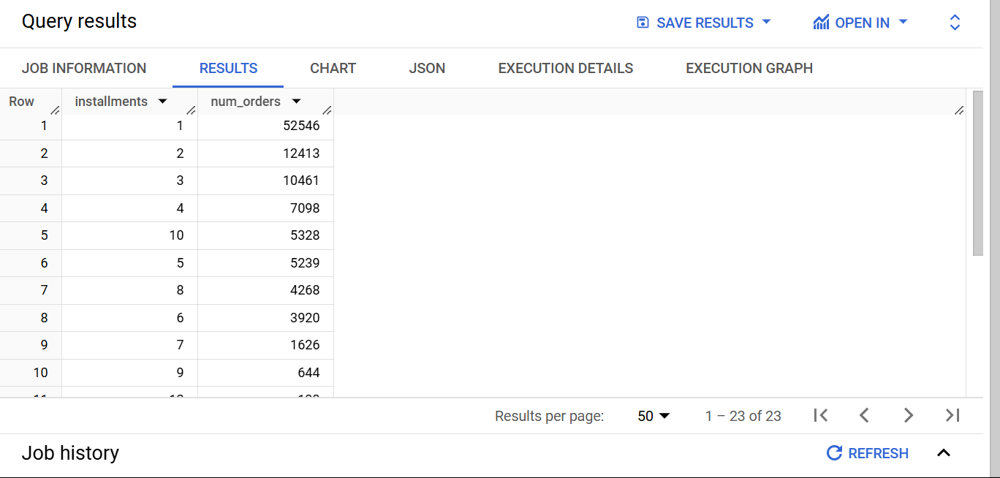 Query results SAVE RESULTS OPEN IN
JOB INFORMATION RESULTS CHART JSON EXECUTION DETAILS EXECUTION GRAPH
Row installments num_orders
1 1 52546
2 2 12413
3 3 10461
4 4 7098
5 10 5328
6 5 5239
7 8 4268
8 6 3920
9 7 1626
10 9 644
Results per page: 50 1 – 23 of 23
Job history REFRESH